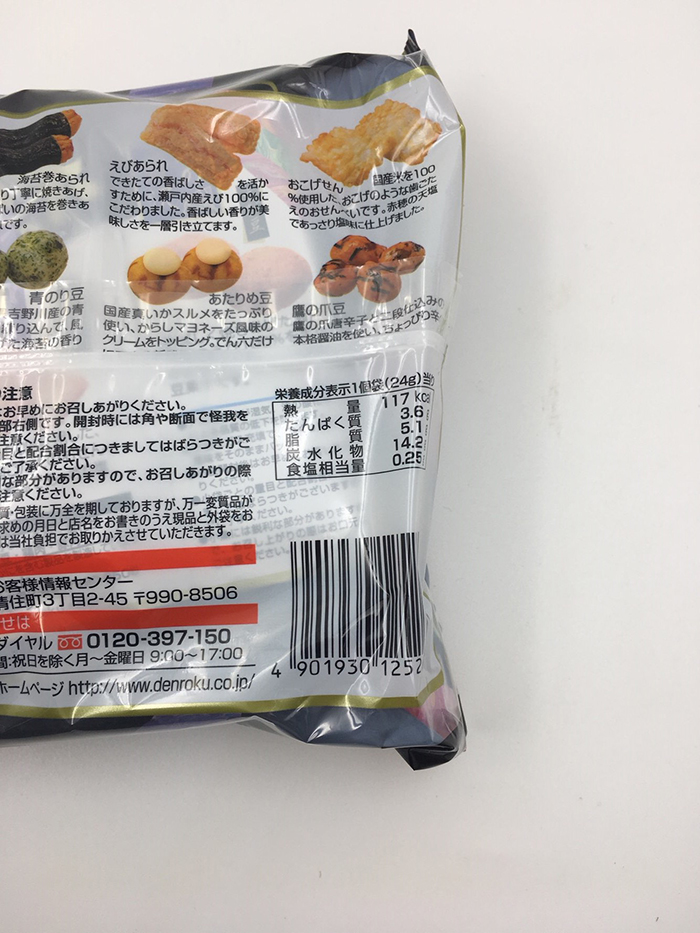 海苔巻あられ
り丁寧に焼きあげ、
いの海苔を巻きあ
です。
えびあられ
できたての香ばしさ を活か
すために、瀬戸内産えび100%に
こだわりました。香ばしい香りが美
味しさを一層引き立てます。
おこげせん 国産米を100
%使用した、おこげのような歯ごた
えのおせんべいです。赤穂の天塩
であっさり塩味に仕上げました。
青のり豆
吉野川産の青
り込んで、風
た海苔の香り
あたりめ豆
国産真いかスルメをたっぷり
使い、からしマヨネーズ風味の
クリームをトッピング。でん六だけ
鷹の爪豆
鷹の爪唐辛子と二段仕込みの
本格醤油を使い、ちょっぴり辛
注意
お早めにお召しあがりください。
部右側です。開封時には角や断面で怪我を
注意ください。
目と配合割合につきましてはばらつきがご
ご了承ください。
な部分がありますので、お召しあがりの際
注意ください。
質・包装に万全を期しておりますが、万一変質品が
求めの月日と店名をお書きのうえ現品と外袋をお
は当社負担でお取りかえさせていただきます。
栄養成分表示1個装(24g)当り
熱量 117 kcal
たんぱく質 3.6
脂質 5.1
炭水化物 14.2
食塩相当量 0.25
お客様情報センター
青住町3丁目2-45 〒990-8506
せは
ダイヤル 0120-397-150
間:祝日を除く月~金曜日 9:00~17:00
ホームページ http://www.denroku.co.jp/
4 901930 1252